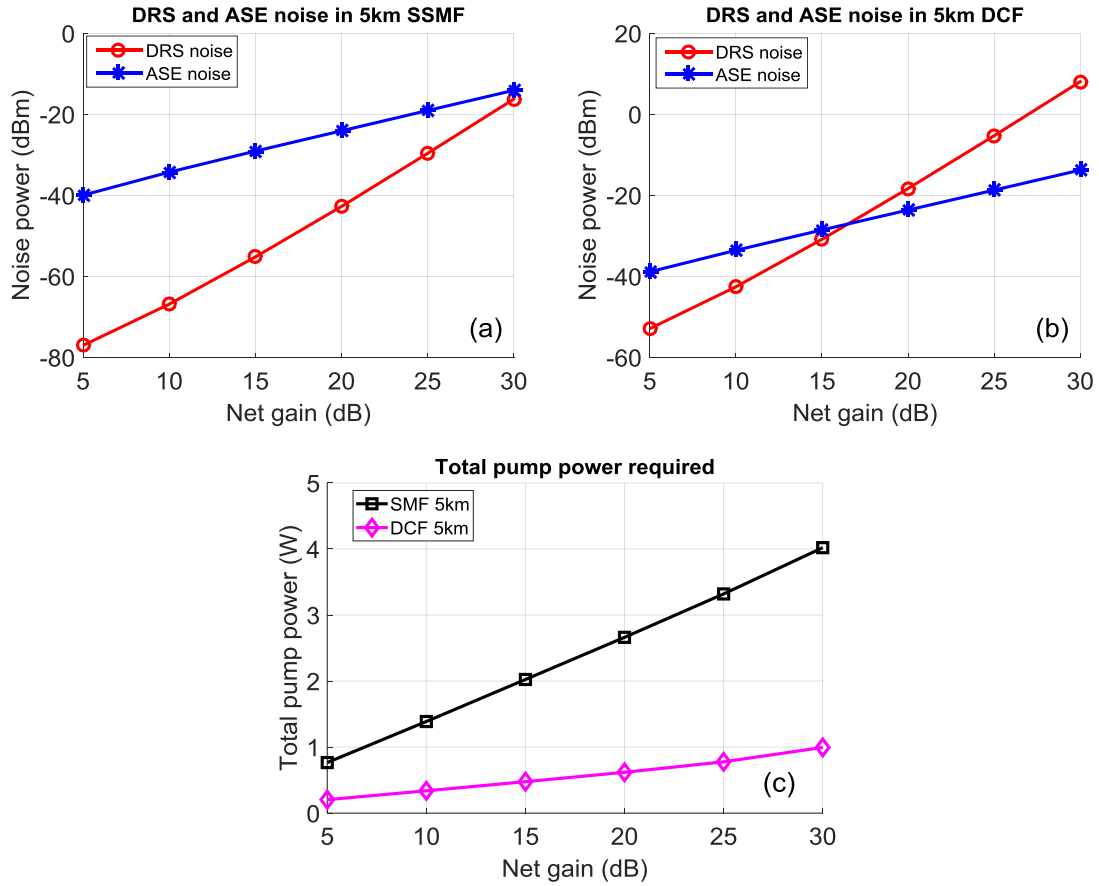 DRS and ASE noise in 5km SSMF
DRS noise
ASE noise
Noise power (dBm)
0
-20
-40
-60
-80
5 10 15 20 25 30
Net gain (dB)
(a)
DRS and ASE noise in 5km DCF
DRS noise
ASE noise
Noise power (dBm)
20
0
-20
-40
-60
5 10 15 20 25 30
Net gain (dB)
(b)
Total pump power required
SMF 5km
DCF 5km
Total pump power (W)
5
4
3
2
1
0
5 10 15 20 25 30
Net gain (dB)
(c)